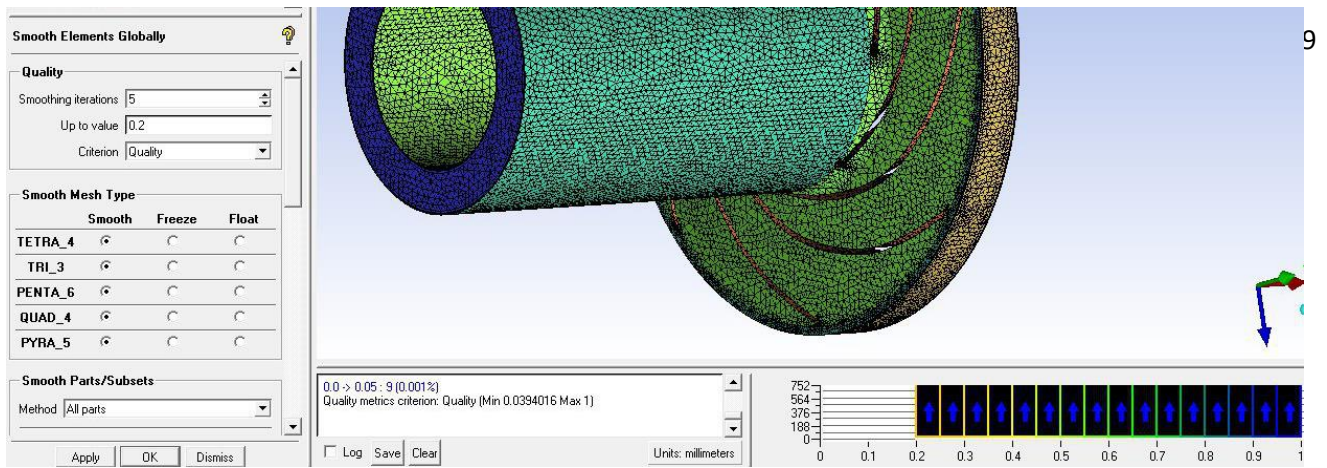 Smooth Elements Globally
9
Quality
Smoothing iterations 5
Up to value 0.2
Criterion Quality
Smooth Mesh Type
Smooth Freeze Float
TETRA_4
TRI_3
PENTA_6
QUAD_4
PYRA_5
Smooth Parts/Subsets
Method All parts
Apply OK Dismiss
0.0 -> 0.05 : 9 (0.001%)
Quality metrics criterion: Quality (Min 0.0394016 Max 1)
Log Save Clear
Units: millimeters
752
564
376
188
0
0 0.1 0.2 0.3 0.4 0.5 0.6 0.7 0.8 0.9 1